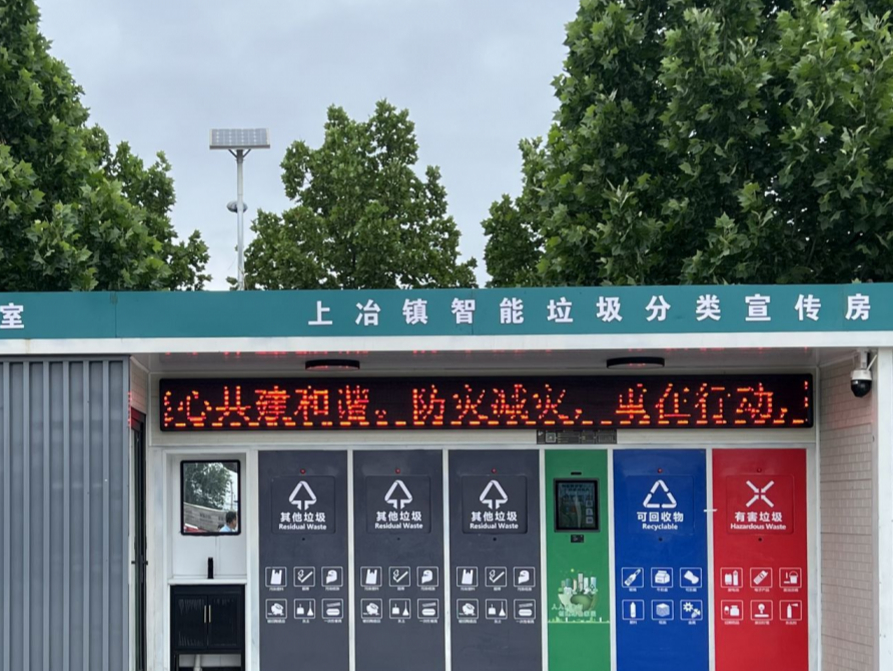 室
上冶镇智能垃圾分类宣传房
心共建和谐。防灾减灾，重在行动，
其他垃圾
Residual Waste
其他垃圾
Residual Waste
其他垃圾
Residual Waste
可回收物
Recyclable
有害垃圾
Hazardous Waste